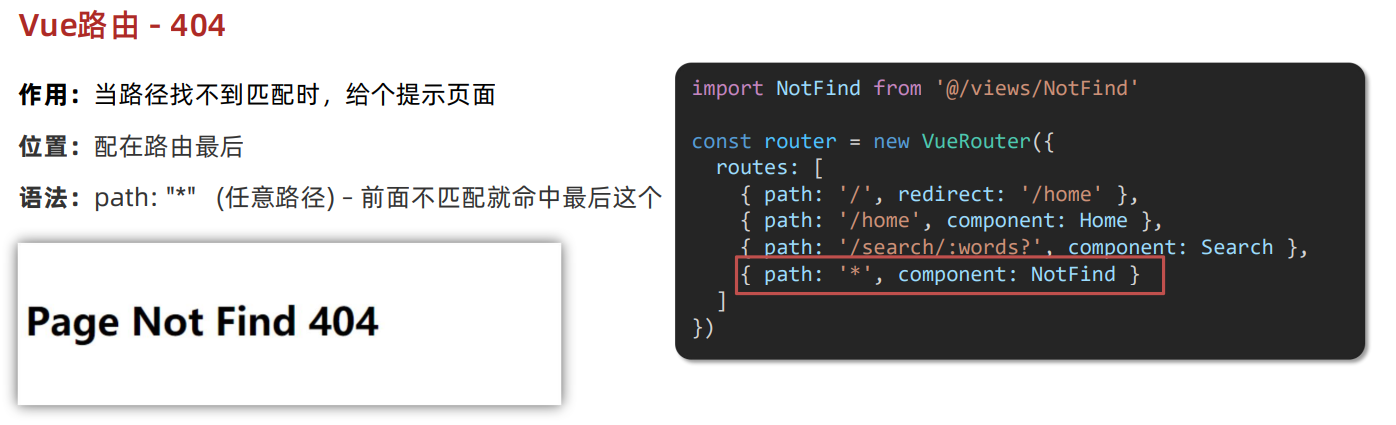 Vue路由 - 404
作用：当路径找不到匹配时，给个提示页面
位置：配在路由最后
语法：path: "*" (任意路径) – 前面不匹配就命中最后这个
Page Not Find 404
import NotFind from '@/views/NotFind'
const router = new VueRouter({
  routes: [
    { path: '/', redirect: '/home' },
    { path: '/home', component: Home },
    { path: '/search/:words?', component: Search },
    { path: '*', component: NotFind }
  ]
})